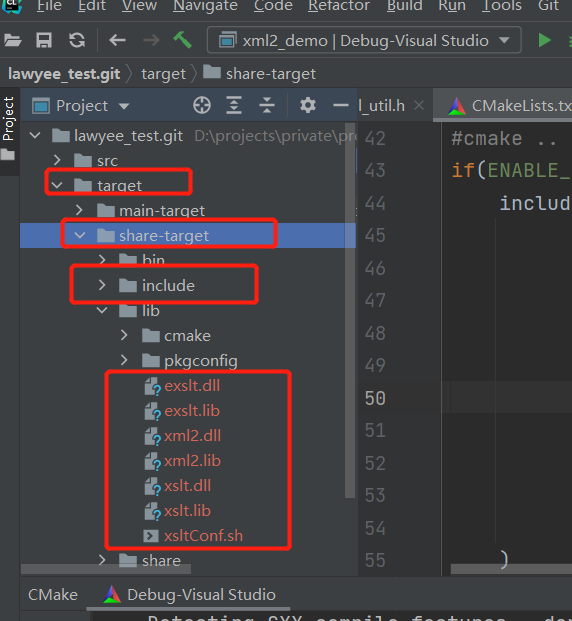 File Edit View Navigate Code Refactor Build Run Tools Git
xml2_demo | Debug-Visual Studio
lawyee_test.git target share-target
Project
Project
l_util.h CMakeLists.tx
lawyee_test.git D:\projects\private\pr
src
target
main-target
share-target
bin
include
lib
cmake
pkgconfig
exslt.dll
exslt.lib
xml2.dll
xml2.lib
xslt.dll
xslt.lib
xsltConf.sh
share
42 #cmake ..
43 if(ENABLE_
44 includ
45
46
47
48
49
50
51
52
53
54
55 )
CMake Debug-Visual Studio